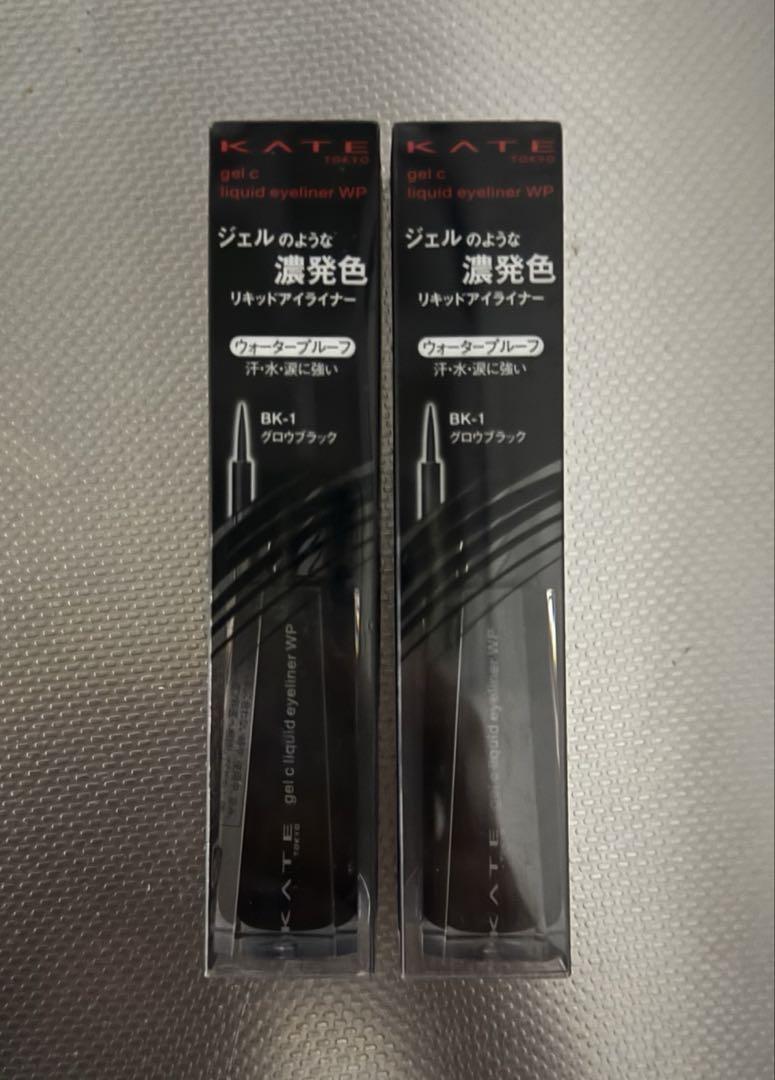 KATE
TOKYO
gel c
liquid eyeliner WP
ジェルのような
濃発色
リキッドアイライナー
ウォータープルーフ
汗・水・涙に強い
BK-1
グロウブラック
gel c liquid eyeliner WP
KATE
TOKYO
KATE
TOKYO
gel c
liquid eyeliner WP
ジェルのような
濃発色
リキッドアイライナー
ウォータープルーフ
汗・水・涙に強い
BK-1
グロウブラック
gel c liquid eyeliner WP
KATE